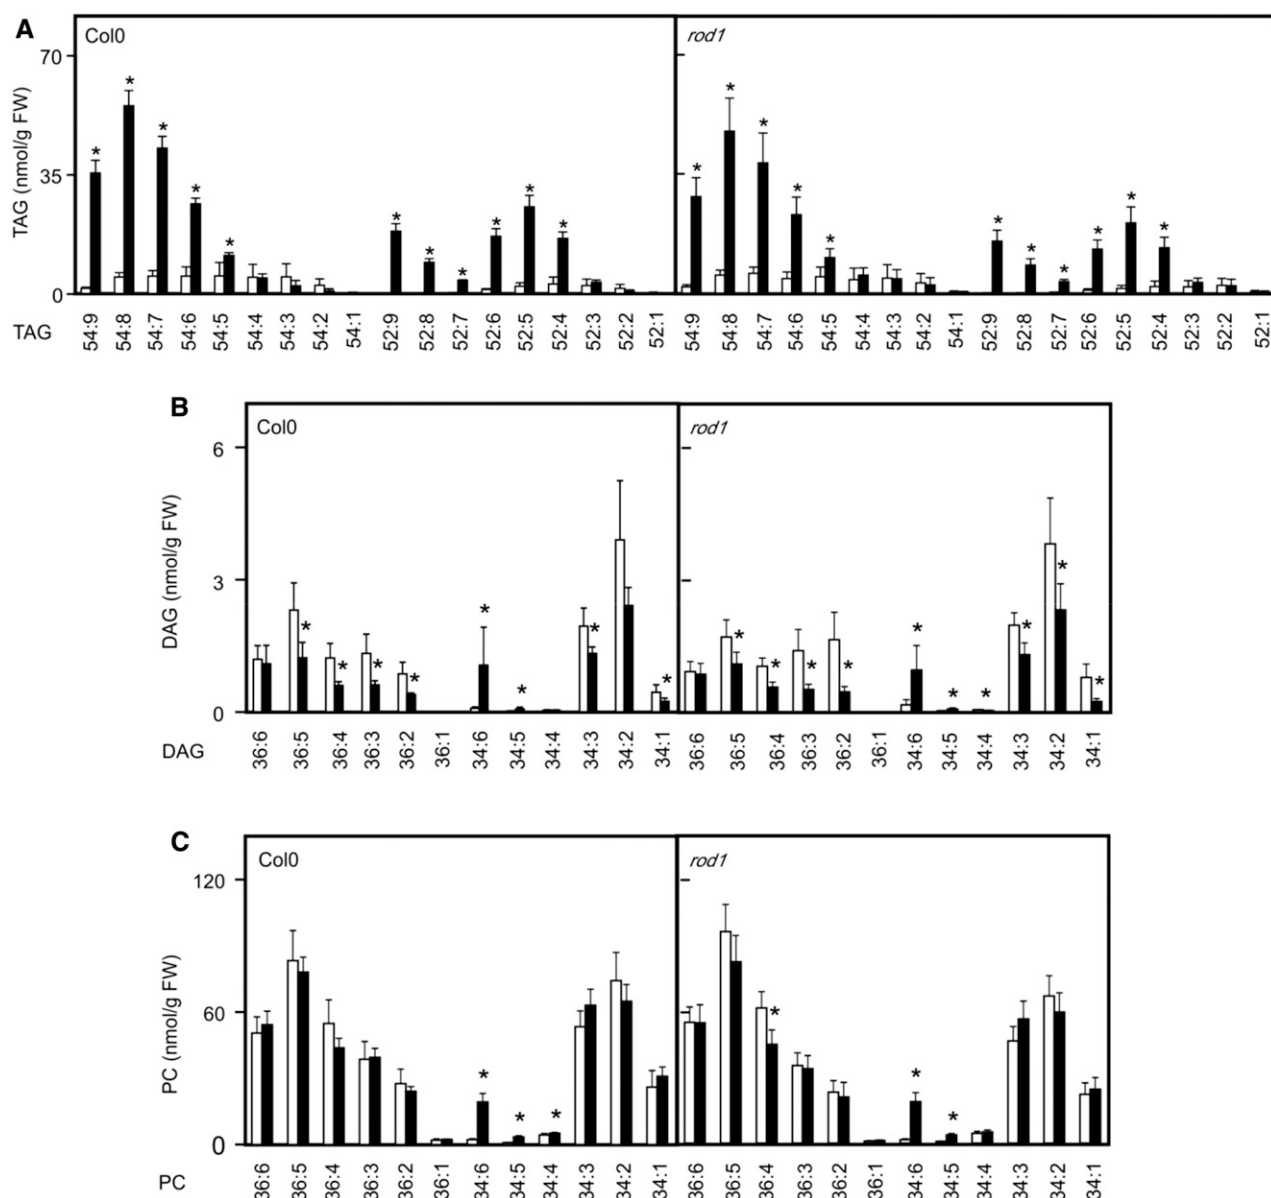 A
Col0
rod1
70
35
0
TAG (nmol/g FW)
* * * * * * * * * * *
* * * * * * * * * * *
TAG
54:9 54:8 54:7 54:6 54:5 54:4 54:3 54:2 54:1 52:9 52:8 52:7 52:6 52:5 52:4 52:3 52:2 52:1 54:9 54:8 54:7 54:6 54:5 54:4 54:3 54:2 54:1 52:9 52:8 52:7 52:6 52:5 52:4 52:3 52:2 52:1
B
Col0
rod1
6
3
0
DAG (nmol/g FW)
* * * * * * * *
* * * * * * * * * *
DAG
36:6 36:5 36:4 36:3 36:2 36:1 34:6 34:5 34:4 34:3 34:2 34:1 36:6 36:5 36:4 36:3 36:2 36:1 34:6 34:5 34:4 34:3 34:2 34:1
C
Col0
rod1
120
60
0
PC (nmol/g FW)
* * *
* * *
PC
36:6 36:5 36:4 36:3 36:2 36:1 34:6 34:5 34:4 34:3 34:2 34:1 36:6 36:5 36:4 36:3 36:2 36:1 34:6 34:5 34:4 34:3 34:2 34:1